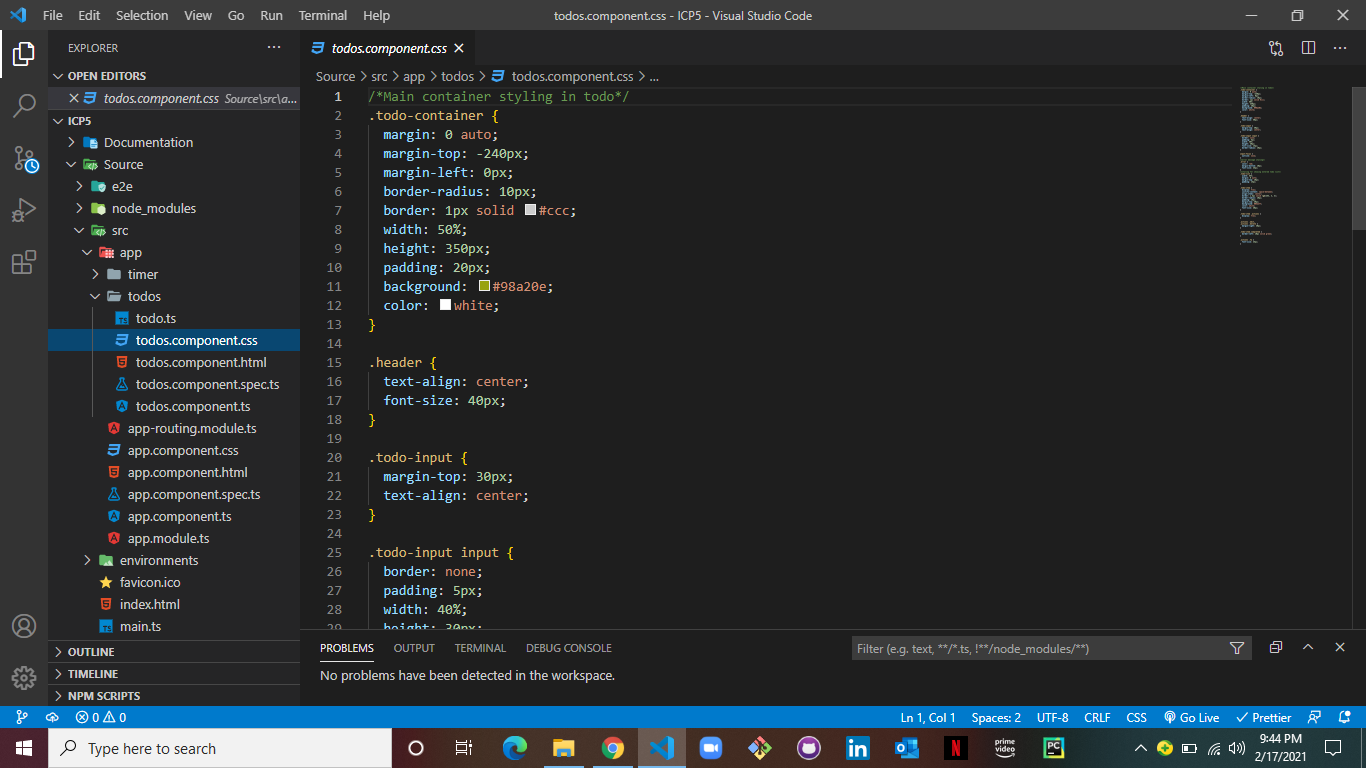 File Edit Selection View Go Run Terminal Help
todos.component.css - ICP5 - Visual Studio Code
EXPLORER
OPEN EDITORS
todos.component.css Source\src\a...
ICP5
Documentation
Source
e2e
node_modules
src
app
timer
todos
todo.ts
todos.component.css
todos.component.html
todos.component.spec.ts
todos.component.ts
app-routing.module.ts
app.component.css
app.component.html
app.component.spec.ts
app.component.ts
app.module.ts
environments
favicon.ico
index.html
main.ts
OUTLINE
TIMELINE
NPM SCRIPTS
todos.component.css
Source > src > app > todos > todos.component.css > ...
1 /*Main container styling in todo*/
2 .todo-container {
3 margin: 0 auto;
4 margin-top: -240px;
5 margin-left: 0px;
6 border-radius: 10px;
7 border: 1px solid #ccc;
8 width: 50%;
9 height: 350px;
10 padding: 20px;
11 background: #98a20e;
12 color: white;
13 }
14
15 .header {
16 text-align: center;
17 font-size: 40px;
18 }
19
20 .todo-input {
21 margin-top: 30px;
22 text-align: center;
23 }
24
25 .todo-input input {
26 border: none;
27 padding: 5px;
28 width: 40%;
29 height: 30px;
PROBLEMS OUTPUT TERMINAL DEBUG CONSOLE
Filter (e.g. text, **/*.ts, !**/node_modules/**)
No problems have been detected in the workspace.
0 0
Ln 1, Col 1 Spaces: 2 UTF-8 CRLF CSS Go Live Prettier
Type here to search
in
N
prime video
PC
9:44 PM
2/17/2021